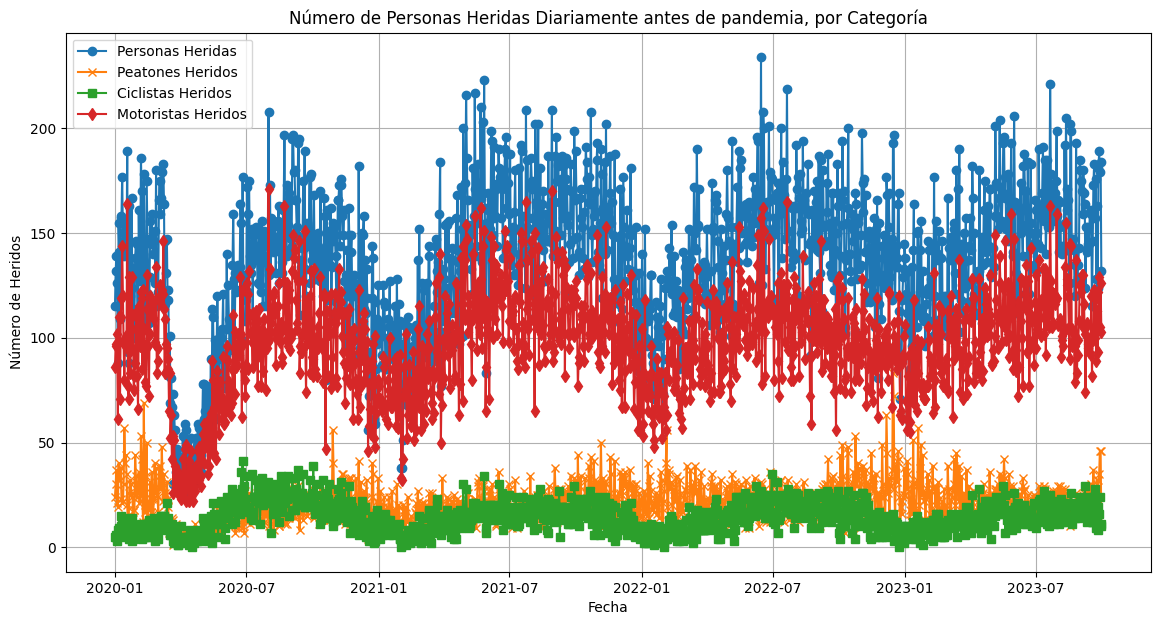 Número de Personas Heridas Diariamente antes de pandemia, por Categoría
Personas Heridas
Peatones Heridos
Ciclistas Heridos
Motoristas Heridos
Número de Heridos
200
150
100
50
0
2020-01
2020-07
2021-01
2021-07
2022-01
2022-07
2023-01
2023-07
Fecha